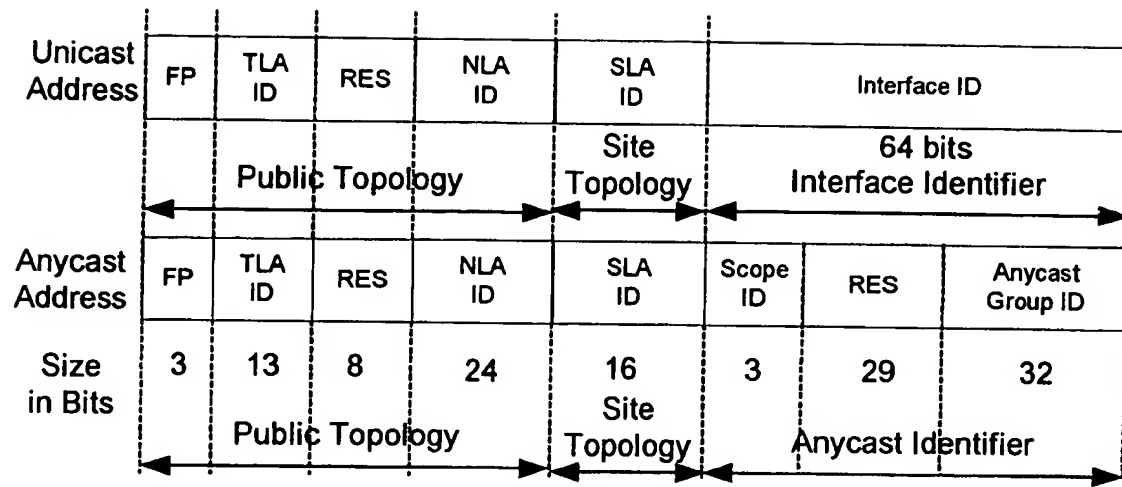 Unicast Address FP TLA ID RES NLA ID SLA ID Interface ID
Public Topology Site Topology 64 bits Interface Identifier
Anycast Address FP TLA ID RES NLA ID SLA ID Scope ID RES Anycast Group ID
Size in Bits 3 13 8 24 16 3 29 32
Public Topology Site Topology Anycast Identifier